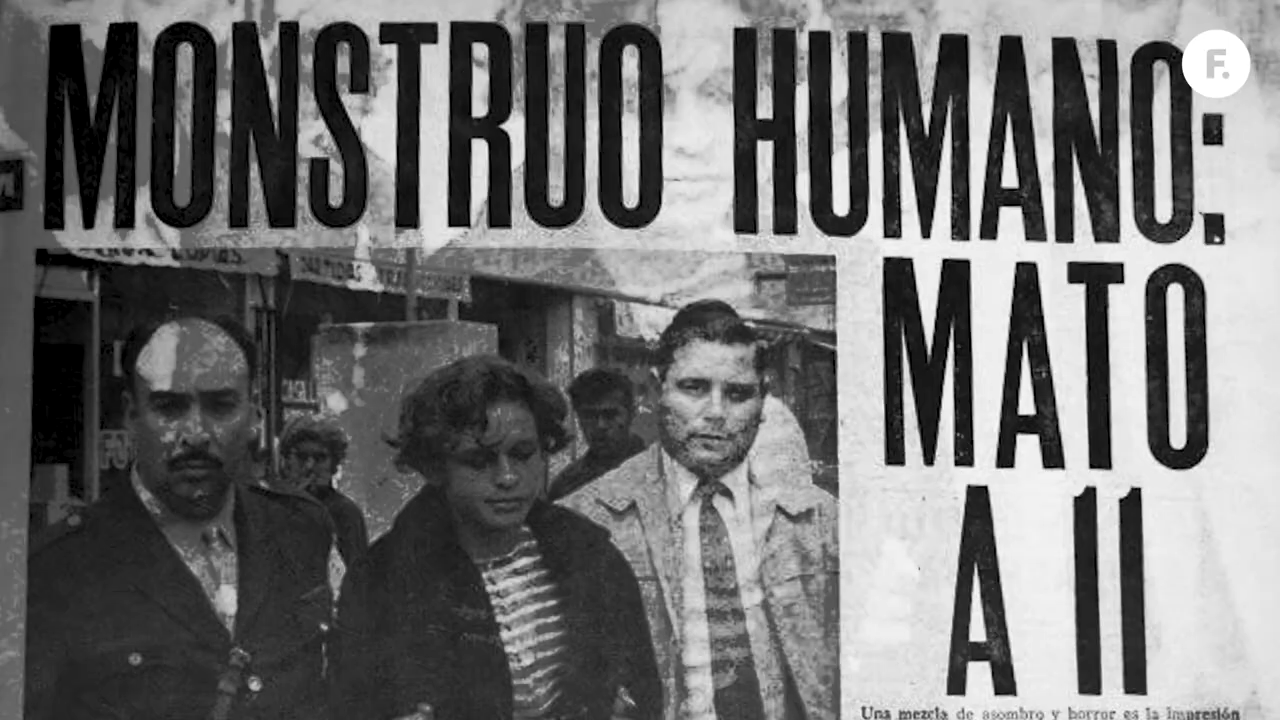 F.
MONSTRUO HUMANO:
MATO
A 11
Una mezcla de asombro y horror es la impresión